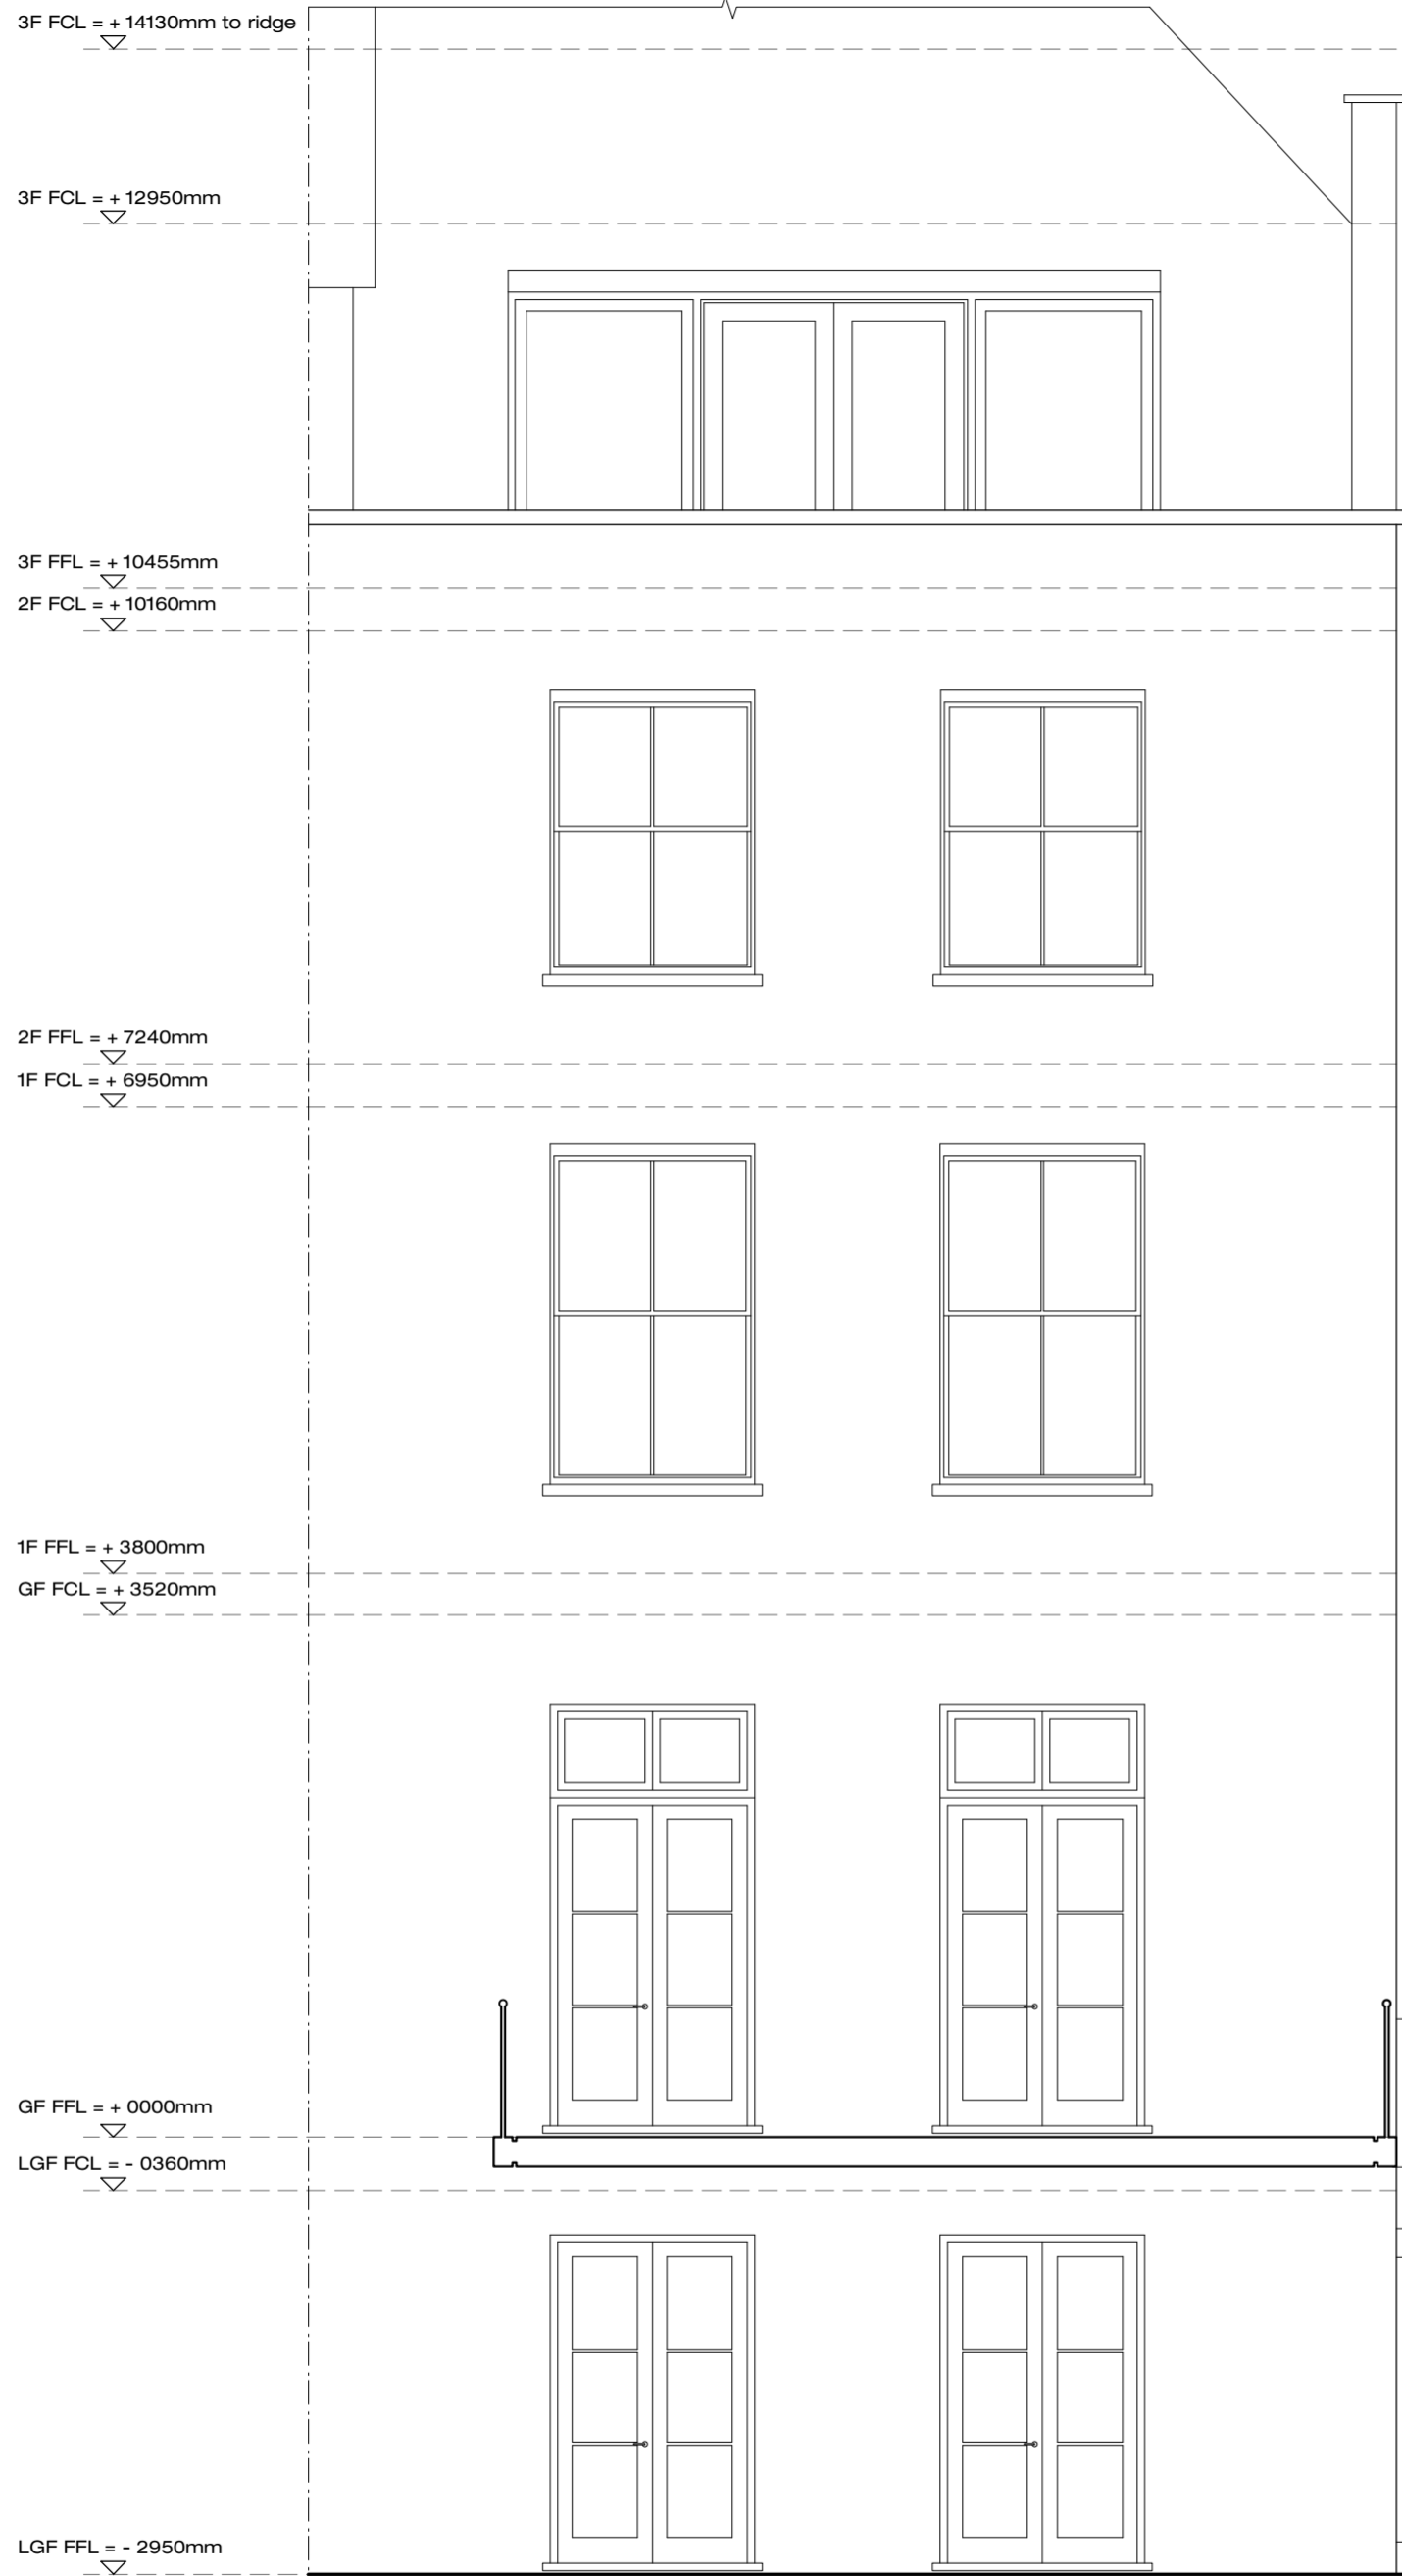 3F FCL = + 14130mm to ridge
3F FCL = + 12950mm
3F FFL = + 10455mm
2F FCL = + 10160mm
2F FFL = + 7240mm
1F FCL = + 6950mm
1F FFL = + 3800mm
GF FCL = + 3520mm
GF FFL = + 0000mm
LGF FCL = - 0360mm
LGF FFL = - 2950mm